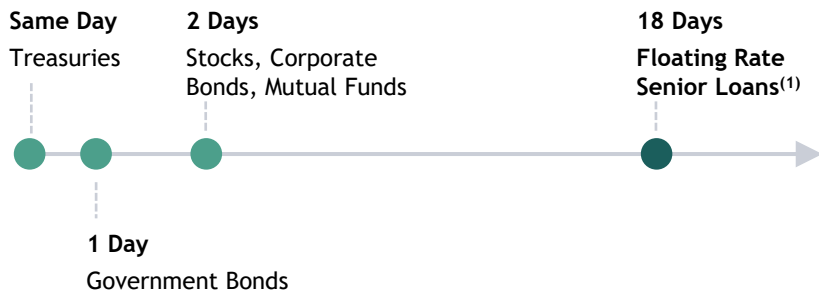 Same Day
Treasuries
2 Days
Stocks, Corporate
Bonds, Mutual Funds
18 Days
Floating Rate
Senior Loans(1)
1 Day
Government Bonds